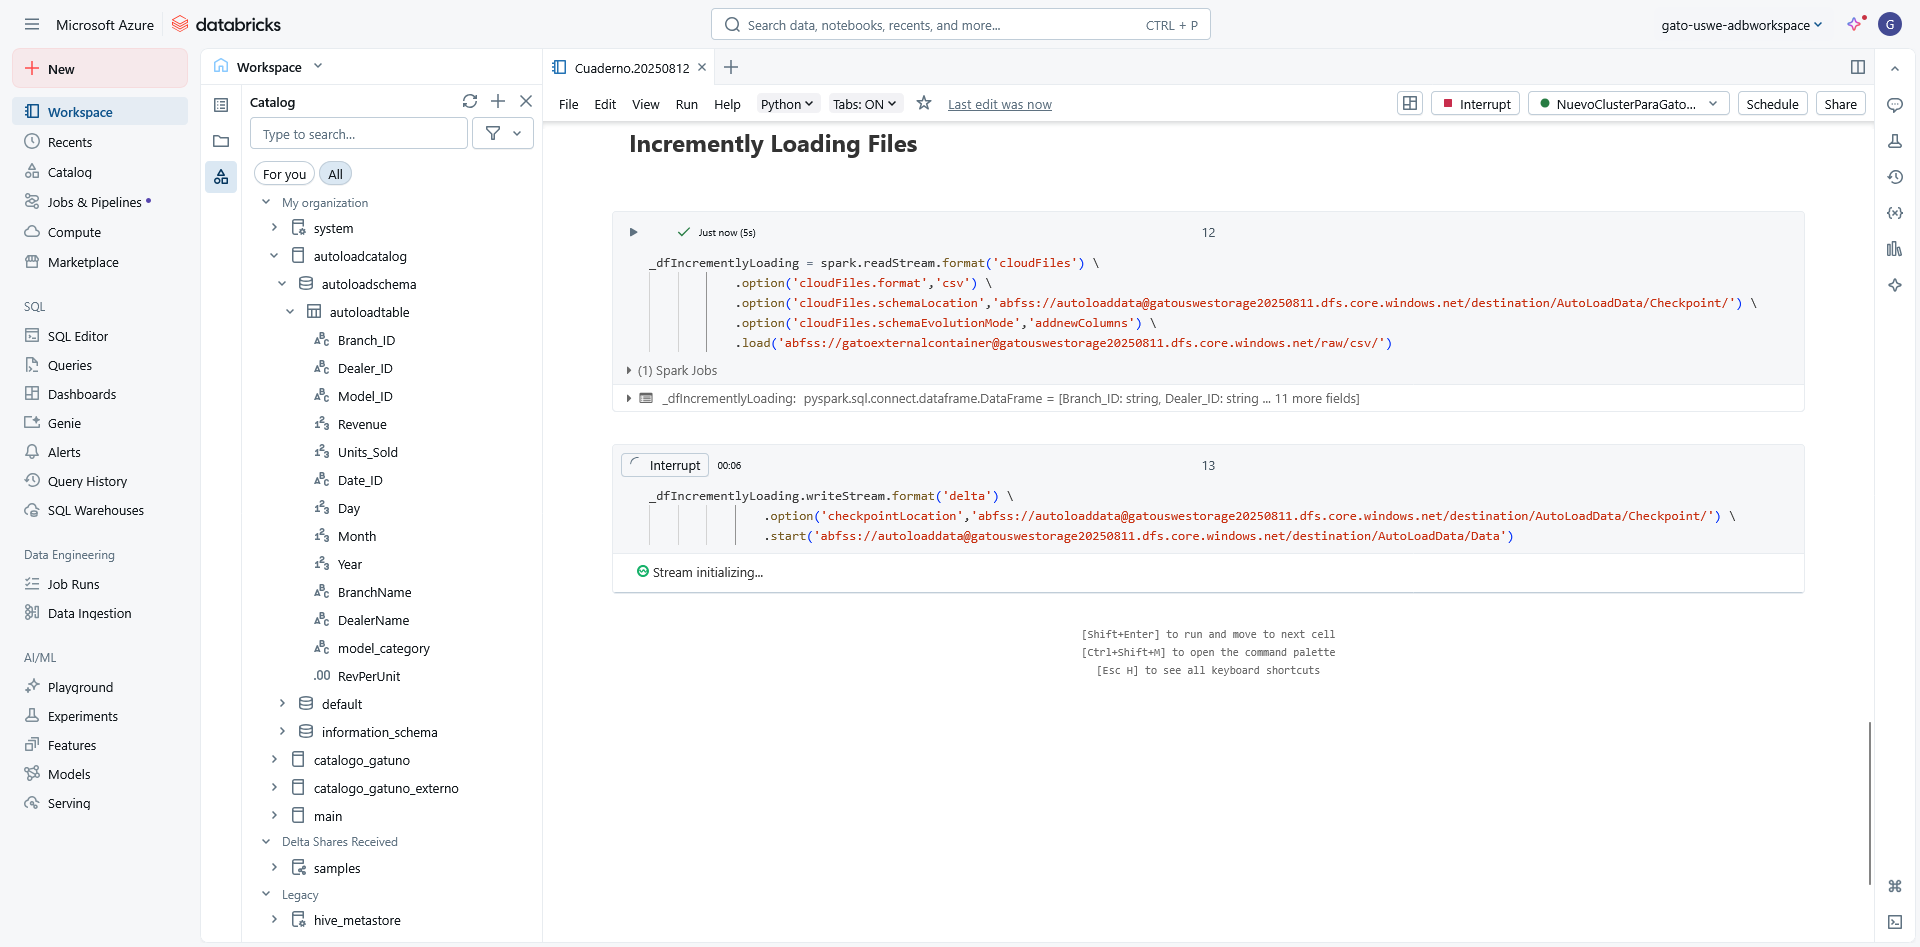 Microsoft Azure
databricks
Search data, notebooks, recents, and more...
CTRL + P
gato-uswe-adbworkspace
G
New
Workspace
Recents
Catalog
Jobs & Pipelines
Compute
Marketplace
SQL
SQL Editor
Queries
Dashboards
Genie
Alerts
Query History
SQL Warehouses
Data Engineering
Job Runs
Data Ingestion
AI/ML
Playground
Experiments
Features
Models
Serving
Workspace
Catalog
Type to search...
For you
All
My organization
system
autoloadcatalog
autoloadschema
autoloadtable
Branch_ID
Dealer_ID
Model_ID
Revenue
Units_Sold
Date_ID
Day
Month
Year
BranchName
DealerName
model_category
.00 RevPerUnit
default
information_schema
catalogo_gatuno
catalogo_gatuno_externo
main
Delta Shares Received
samples
Legacy
hive_metastore
Cuaderno.20250812
File Edit View Run Help Python Tabs: ON Last edit was now
Interrupt
NuevoClusterParaGato...
Schedule
Share
Incremently Loading Files
Just now (5s)
12
_dfIncrementlyLoading = spark.readStream.format('cloudFiles') \
.option('cloudFiles.format','csv') \
.option('cloudFiles.schemaLocation','abfss://autoloaddata@gatouswestorage20250811.dfs.core.windows.net/destination/AutoLoadData/Checkpoint/') \
.option('cloudFiles.schemaEvolutionMode','addnewColumns') \
.load('abfss://gatoexternalcontainer@gatouswestorage20250811.dfs.core.windows.net/raw/csv/')
(1) Spark Jobs
_dfIncrementlyLoading: pyspark.sql.connect.dataframe.DataFrame = [Branch_ID: string, Dealer_ID: string ... 11 more fields]
Interrupt
00:06
13
_dfIncrementlyLoading.writeStream.format('delta') \
.option('checkpointLocation','abfss://autoloaddata@gatouswestorage20250811.dfs.core.windows.net/destination/AutoLoadData/Checkpoint/') \
.start('abfss://autoloaddata@gatouswestorage20250811.dfs.core.windows.net/destination/AutoLoadData/Data')
Stream initializing...
[Shift+Enter] to run and move to next cell
[Ctrl+Shift+M] to open the command palette
[Esc H] to see all keyboard shortcuts